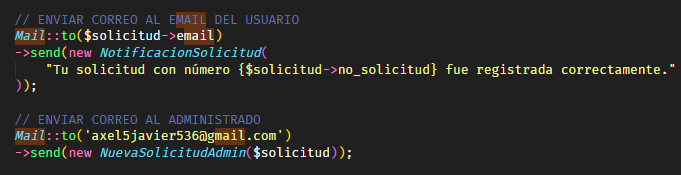 // ENVIAR CORREO AL EMAIL DEL USUARIO
Mail::to($solicitud->email)
->send(new NotificacionSolicitud(
"Tu solicitud con número {$solicitud->no_solicitud} fue registrada correctamente."
));
// ENVIAR CORREO AL ADMINISTRADO
Mail::to('axel5javier536@gmail.com')
->send(new NuevaSolicitudAdmin($solicitud));